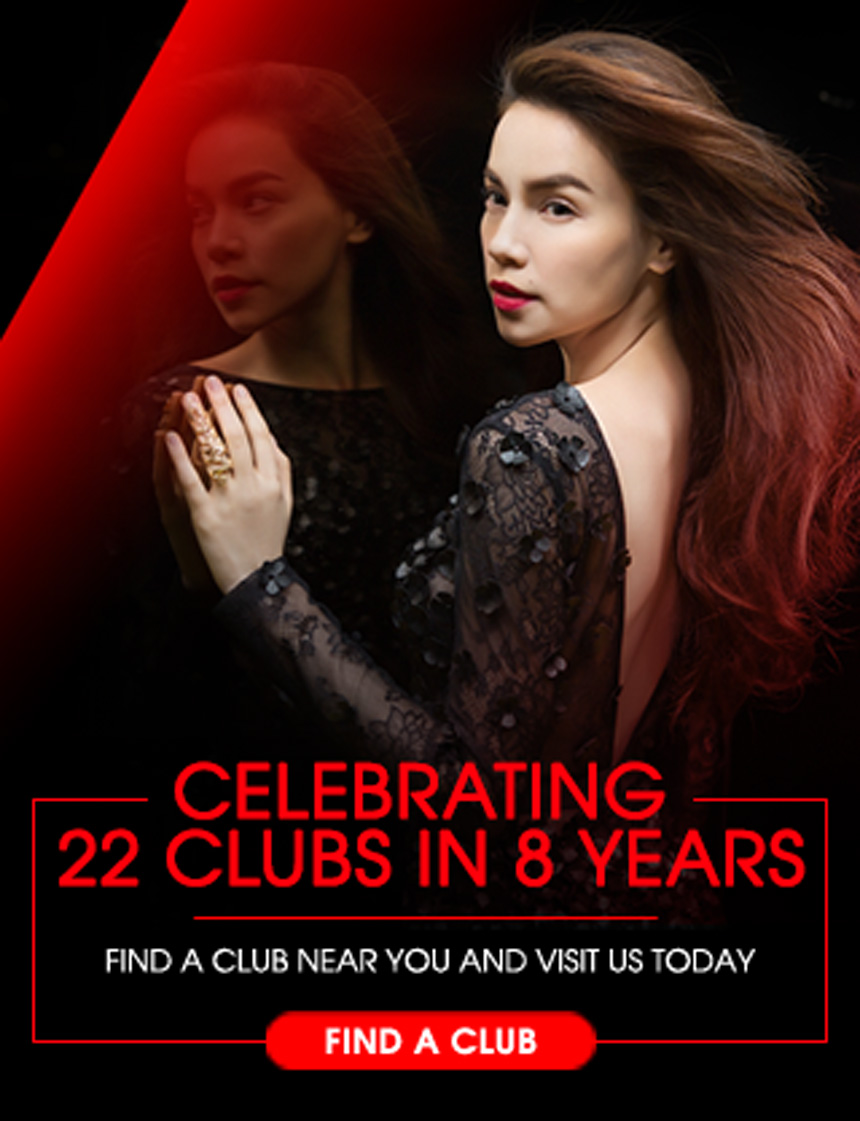 CELEBRATING
22 CLUBS IN 8 YEARS
FIND A CLUB NEAR YOU AND VISIT US TODAY
FIND A CLUB